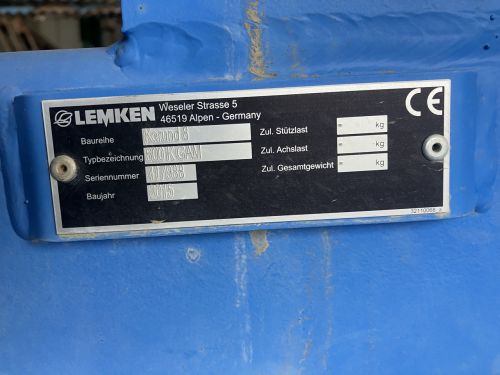 LEMKEN
Weseler Strasse 5
46519 Alpen - Germany
CE
Baureihe
Typbezeichnung
Seriennummer
Baujahr
Zul. Stützlast - kg
Zul. Achslast - kg
Zul. Gesamtgewicht - kg